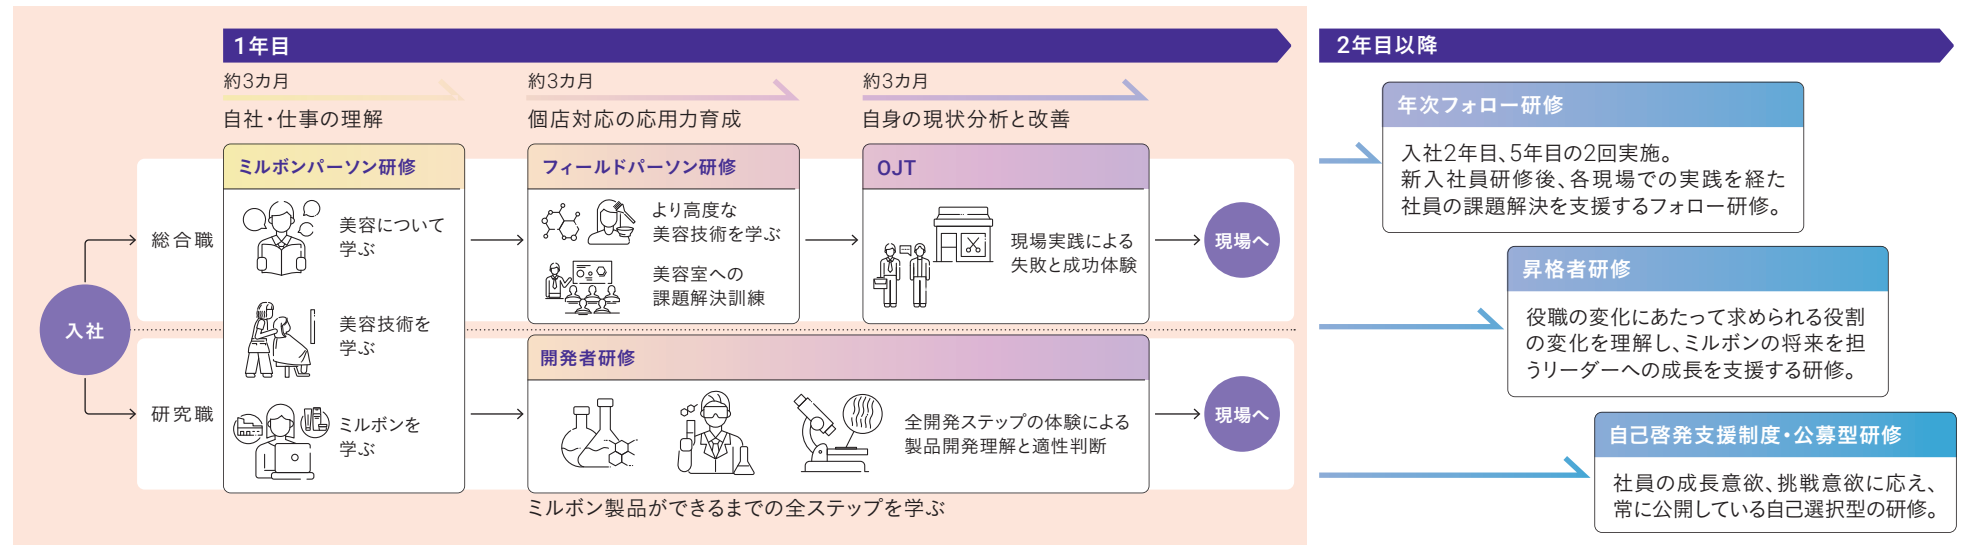 1年目
2年目以降
約3カ月
自社・仕事の理解
約3カ月
個店対応の応用力育成
約3カ月
自身の現状分析と改善
入社
総合職
研究職
ミルボンパーソン研修
美容について
学ぶ
美容技術を
学ぶ
ミルボンを
学ぶ
フィールドパーソン研修
より高度な
美容技術を学ぶ
美容室への
課題解決訓練
OJT
現場実践による
失敗と成功体験
現場へ
開発者研修
全開発ステップの体験による
製品開発理解と適性判断
現場へ
ミルボン製品ができるまでの全ステップを学ぶ
年次フォロー研修
入社2年目、5年目の2回実施。
新入社員研修後、各現場での実践を経た
社員の課題解決を支援するフォロー研修。
昇格者研修
役職の変化にあたって求められる役割
の変化を理解し、ミルボンの将来を担
うリーダーへの成長を支援する研修。
自己啓発支援制度・公募型研修
社員の成長意欲、挑戦意欲に応え、
常に公開している自己選択型の研修。